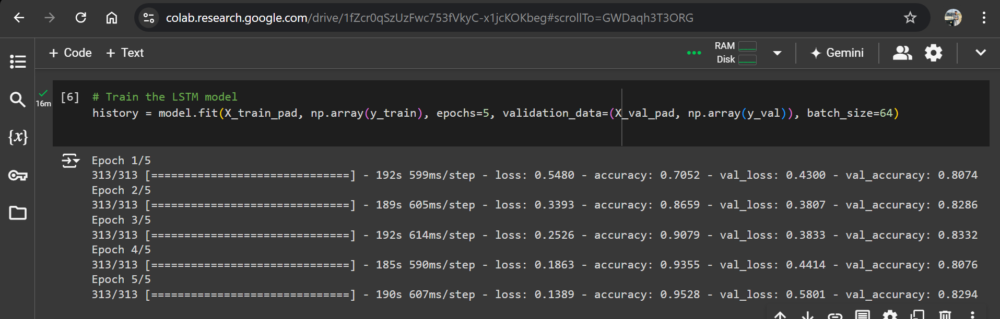 colab.research.google.com/drive/1fZcr0qSzUzFwc753fVkyC-x1jcKOKbeg#scrollTo=GWDaqh3T3ORG
+ Code + Text
RAM
Disk
Gemini
{x}
16m
[6] # Train the LSTM model
history = model.fit(X_train_pad, np.array(y_train), epochs=5, validation_data=(X_val_pad, np.array(y_val)), batch_size=64)
Epoch 1/5
313/313 [==============================] - 192s 599ms/step - loss: 0.5480 - accuracy: 0.7052 - val_loss: 0.4300 - val_accuracy: 0.8074
Epoch 2/5
313/313 [==============================] - 189s 605ms/step - loss: 0.3393 - accuracy: 0.8659 - val_loss: 0.3807 - val_accuracy: 0.8286
Epoch 3/5
313/313 [==============================] - 192s 614ms/step - loss: 0.2526 - accuracy: 0.9079 - val_loss: 0.3833 - val_accuracy: 0.8332
Epoch 4/5
313/313 [==============================] - 185s 590ms/step - loss: 0.1863 - accuracy: 0.9355 - val_loss: 0.4414 - val_accuracy: 0.8076
Epoch 5/5
313/313 [==============================] - 190s 607ms/step - loss: 0.1389 - accuracy: 0.9528 - val_loss: 0.5801 - val_accuracy: 0.8294